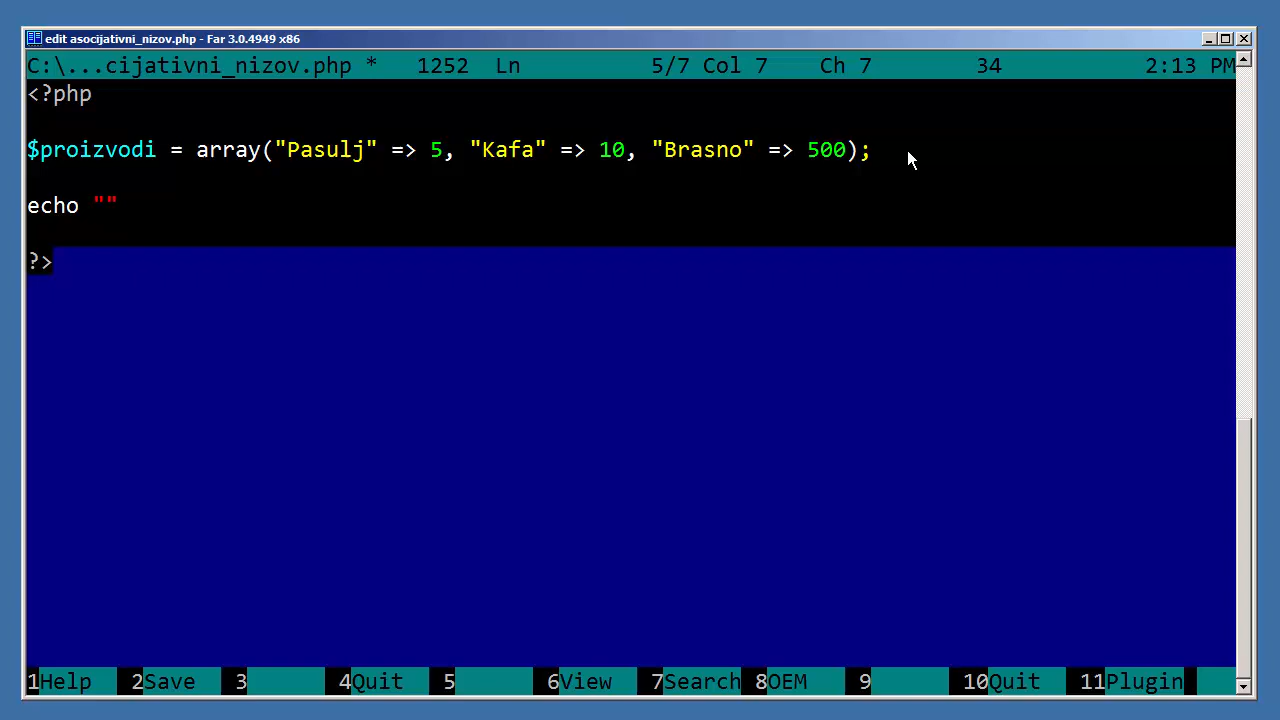 edit asocijativni_nizov.php - Far 3.0.4949 x86
C:\...cijativni_nizov.php * 1252 Ln 5/7 Col 7 Ch 7 34 2:13 PM
<?php
$proizvodi = array("Pasulj" => 5, "Kafa" => 10, "Brasno" => 500);
echo ""
?>
1Help 2Save 3 4Quit 5 6View 7Search 8OEM 9 10Quit 11Plugin